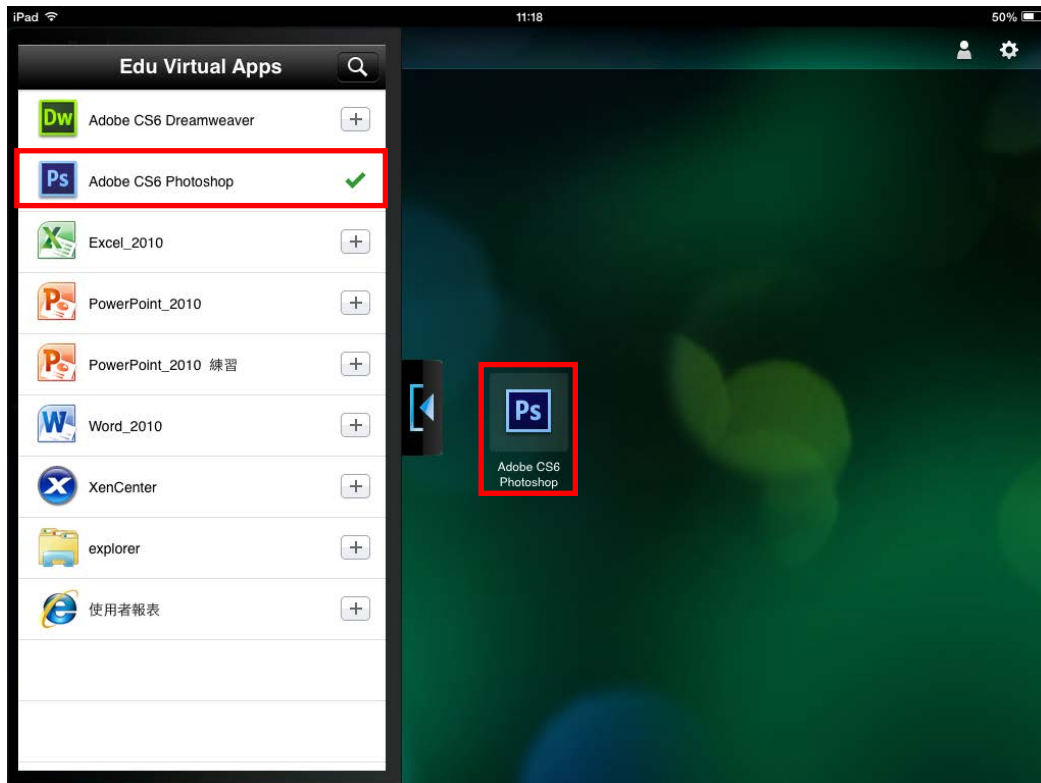 iPad 11:18 50%
Edu Virtual Apps
Dw Adobe CS6 Dreamweaver
Ps Adobe CS6 Photoshop
Excel_2010
PowerPoint_2010
PowerPoint_2010 練習
Word_2010
XenCenter
explorer
使用者報表
Ps
Adobe CS6
Photoshop